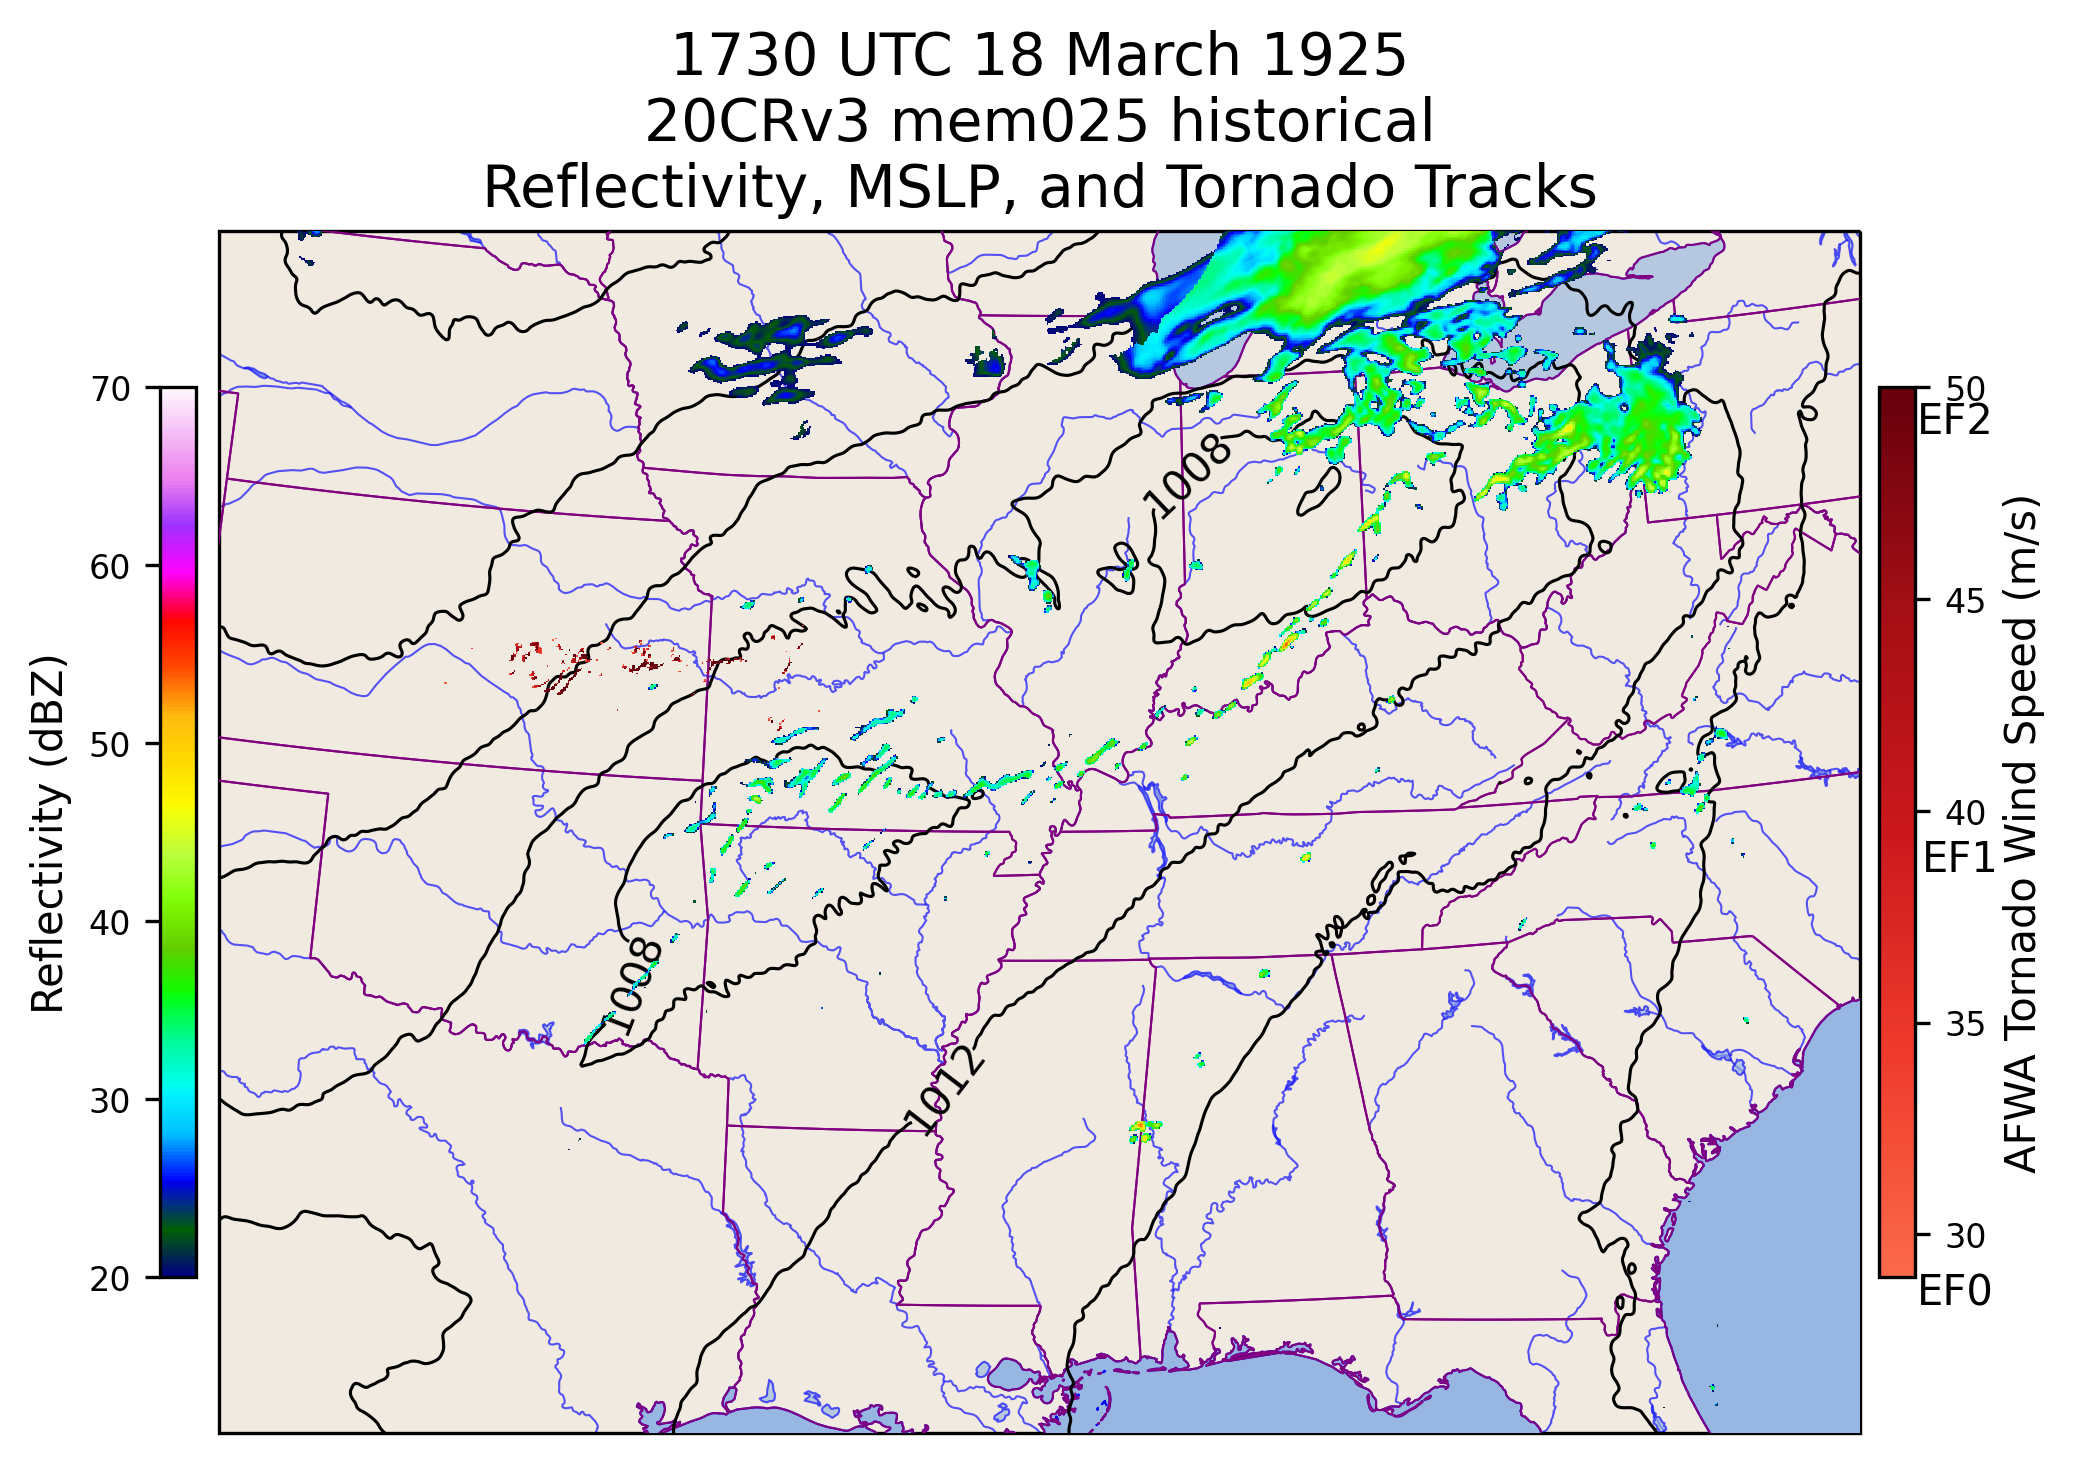 1730 UTC 18 March 1925
20CRv3 mem025 historical
Reflectivity, MSLP, and Tornado Tracks
70
60
50
40
30
20
Reflectivity (dBZ)
1008
1008
1012
50
EF2
45
40
EF1
35
30
EF0
AFWA Tornado Wind Speed (m/s)